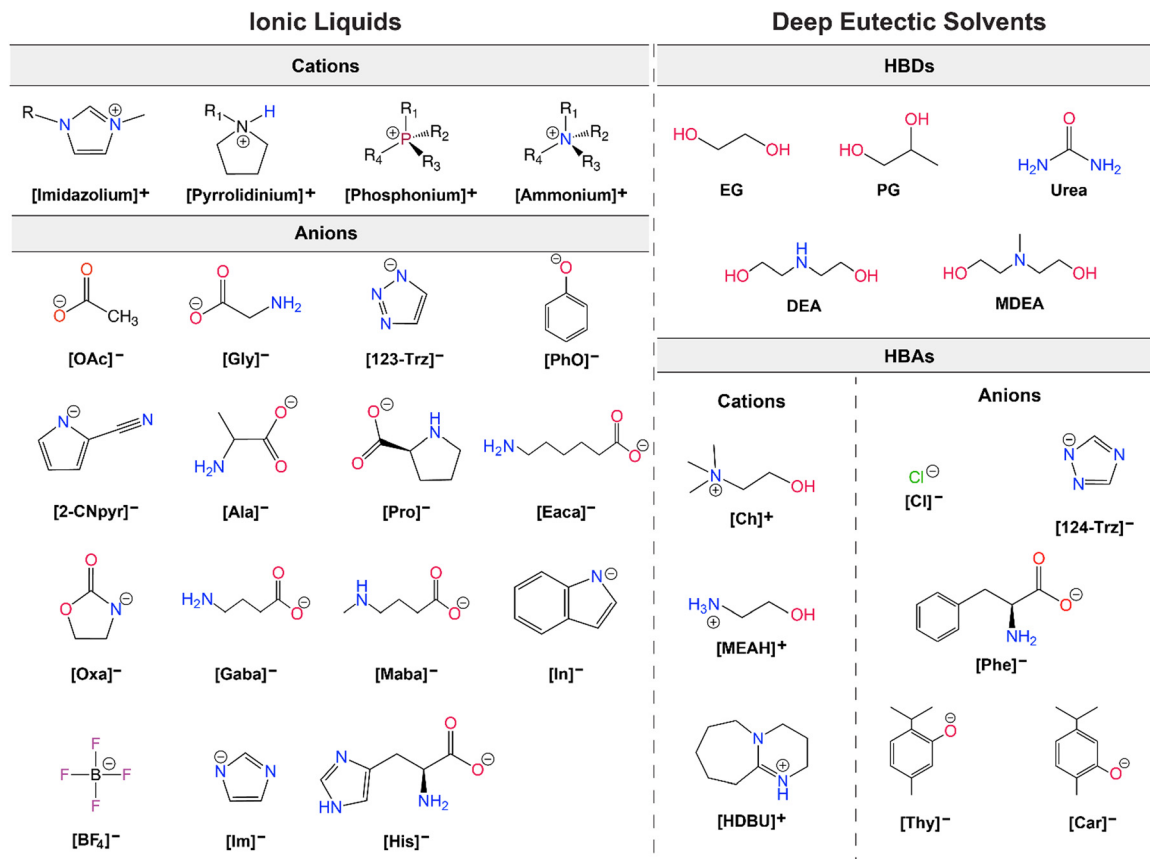 Ionic Liquids
Cations
R N N ⊕
[Imidazolium]+
R1 H N ⊕
[Pyrrolidinium]+
R1 R2 R3 R4 P ⊕
[Phosphonium]+
R1 R2 R3 R4 N ⊕
[Ammonium]+
Anions
O ⊖ O CH3
[OAc]−
O ⊖ O NH2
[Gly]−
⊖ N N N
[123-Trz]−
⊖ O
[PhO]−
⊖ N N
[2-CNpyr]−
O ⊖ H2N O
[Ala]−
O ⊖ O H N
[Pro]−
H2N O O ⊖
[Eaca]−
O O N ⊖
[Oxa]−
H2N O O ⊖
[Gaba]−
H N O O ⊖
[Maba]−
N ⊖
[In]−
F F B ⊖ F F
[BF4]−
⊖ N N
[Im]−
N HN O O ⊖ NH2
[His]−
Deep Eutectic Solvents
HBDs
HO OH
EG
OH HO
PG
O H2N NH2
Urea
H HO N OH
DEA
HO N OH
MDEA
HBAs
Cations
N ⊕ OH
[Ch]+
H3N ⊕ OH
[MEAH]+
N ⊕ N H
[HDBU]+
Anions
Cl ⊖
[Cl]−
⊖ N N N
[124-Trz]−
O O ⊖ NH2
[Phe]−
O ⊖
[Thy]−
O ⊖
[Car]−